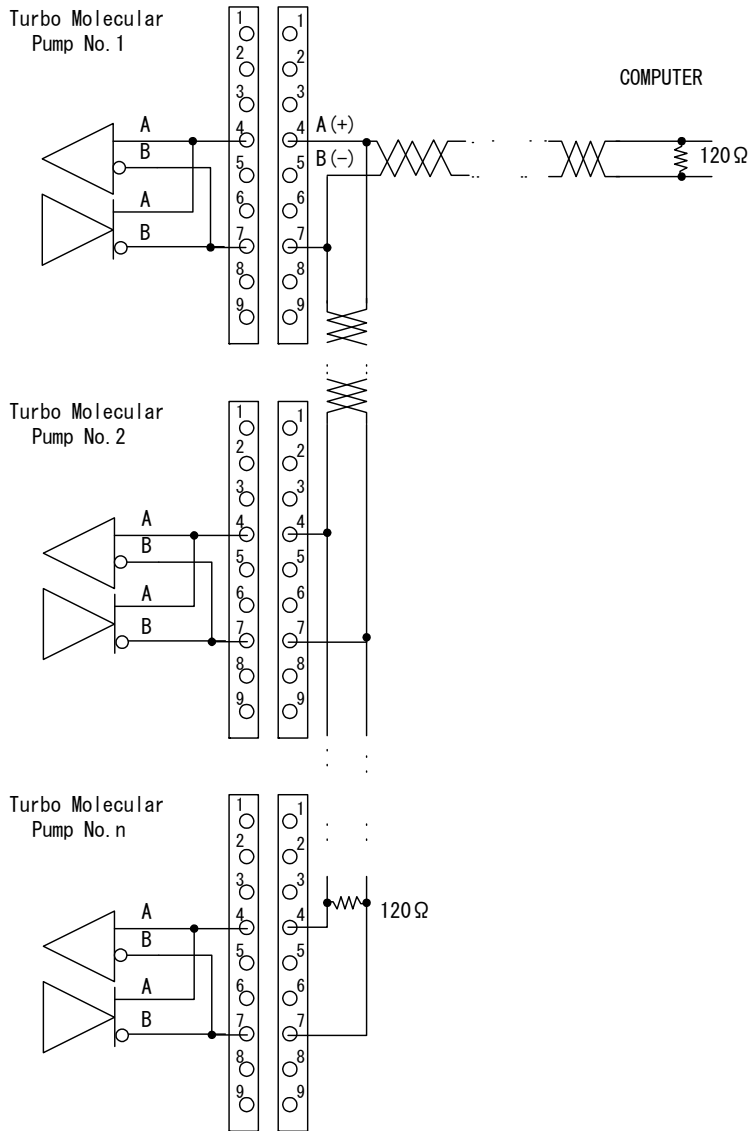 Turbo Molecular
Pump No.1
1 1
2 2
3 3
4 4
5 5
6 6
7 7
8 8
9 9
A
B
A
B
A(+)
B(-)
COMPUTER
120Ω
Turbo Molecular
Pump No.2
1 1
2 2
3 3
4 4
5 5
6 6
7 7
8 8
9 9
A
B
A
B
Turbo Molecular
Pump No.n
1 1
2 2
3 3
4 4
5 5
6 6
7 7
8 8
9 9
A
B
A
B
120Ω